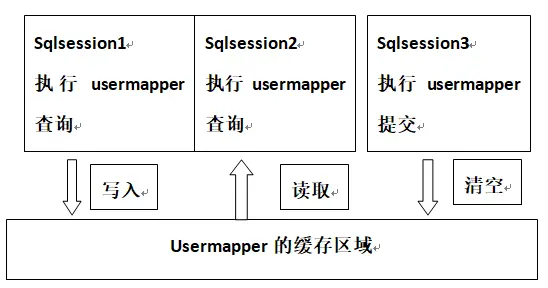 Sqlsession1
执行 usermapper
查询
Sqlsession2
执行 usermapper
查询
Sqlsession3
执行 usermapper
提交
写入
读取
清空
Usermapper 的缓存区域